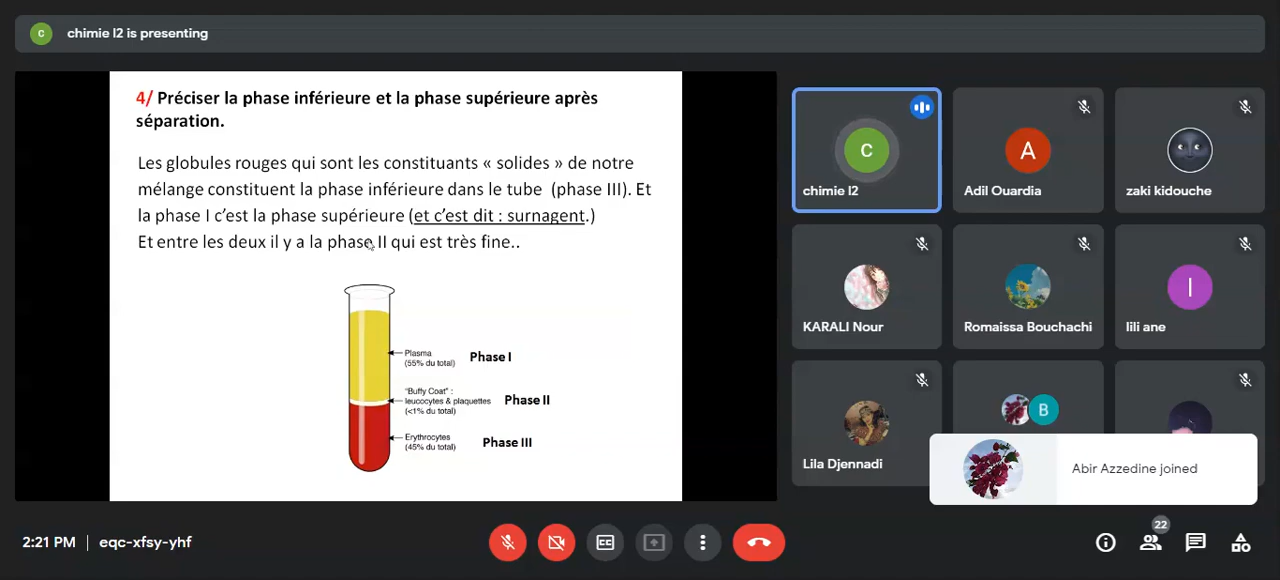 C chimie l2 is presenting
4/ Préciser la phase inférieure et la phase supérieure après
séparation.
Les globules rouges qui sont les constituants « solides » de notre
mélange constituent la phase inférieure dans le tube (phase III). Et
la phase I c’est la phase supérieure (et c’est dit : surnagent.)
Et entre les deux il y a la phase II qui est très fine..
Plasma
(55% du total)
Phase I
"Buffy Coat" :
leucocytes & plaquettes
(<1% du total)
Phase II
Erythrocytes
(45% du total)
Phase III
C
chimie l2
A
Adil Ouardia
zaki kidouche
KARALI Nour
Romaissa Bouchachi
I
lili ane
Lila Djennadi
B
Abir Azzedine joined
2:21 PM | eqc-xfsy-yhf
CC
22